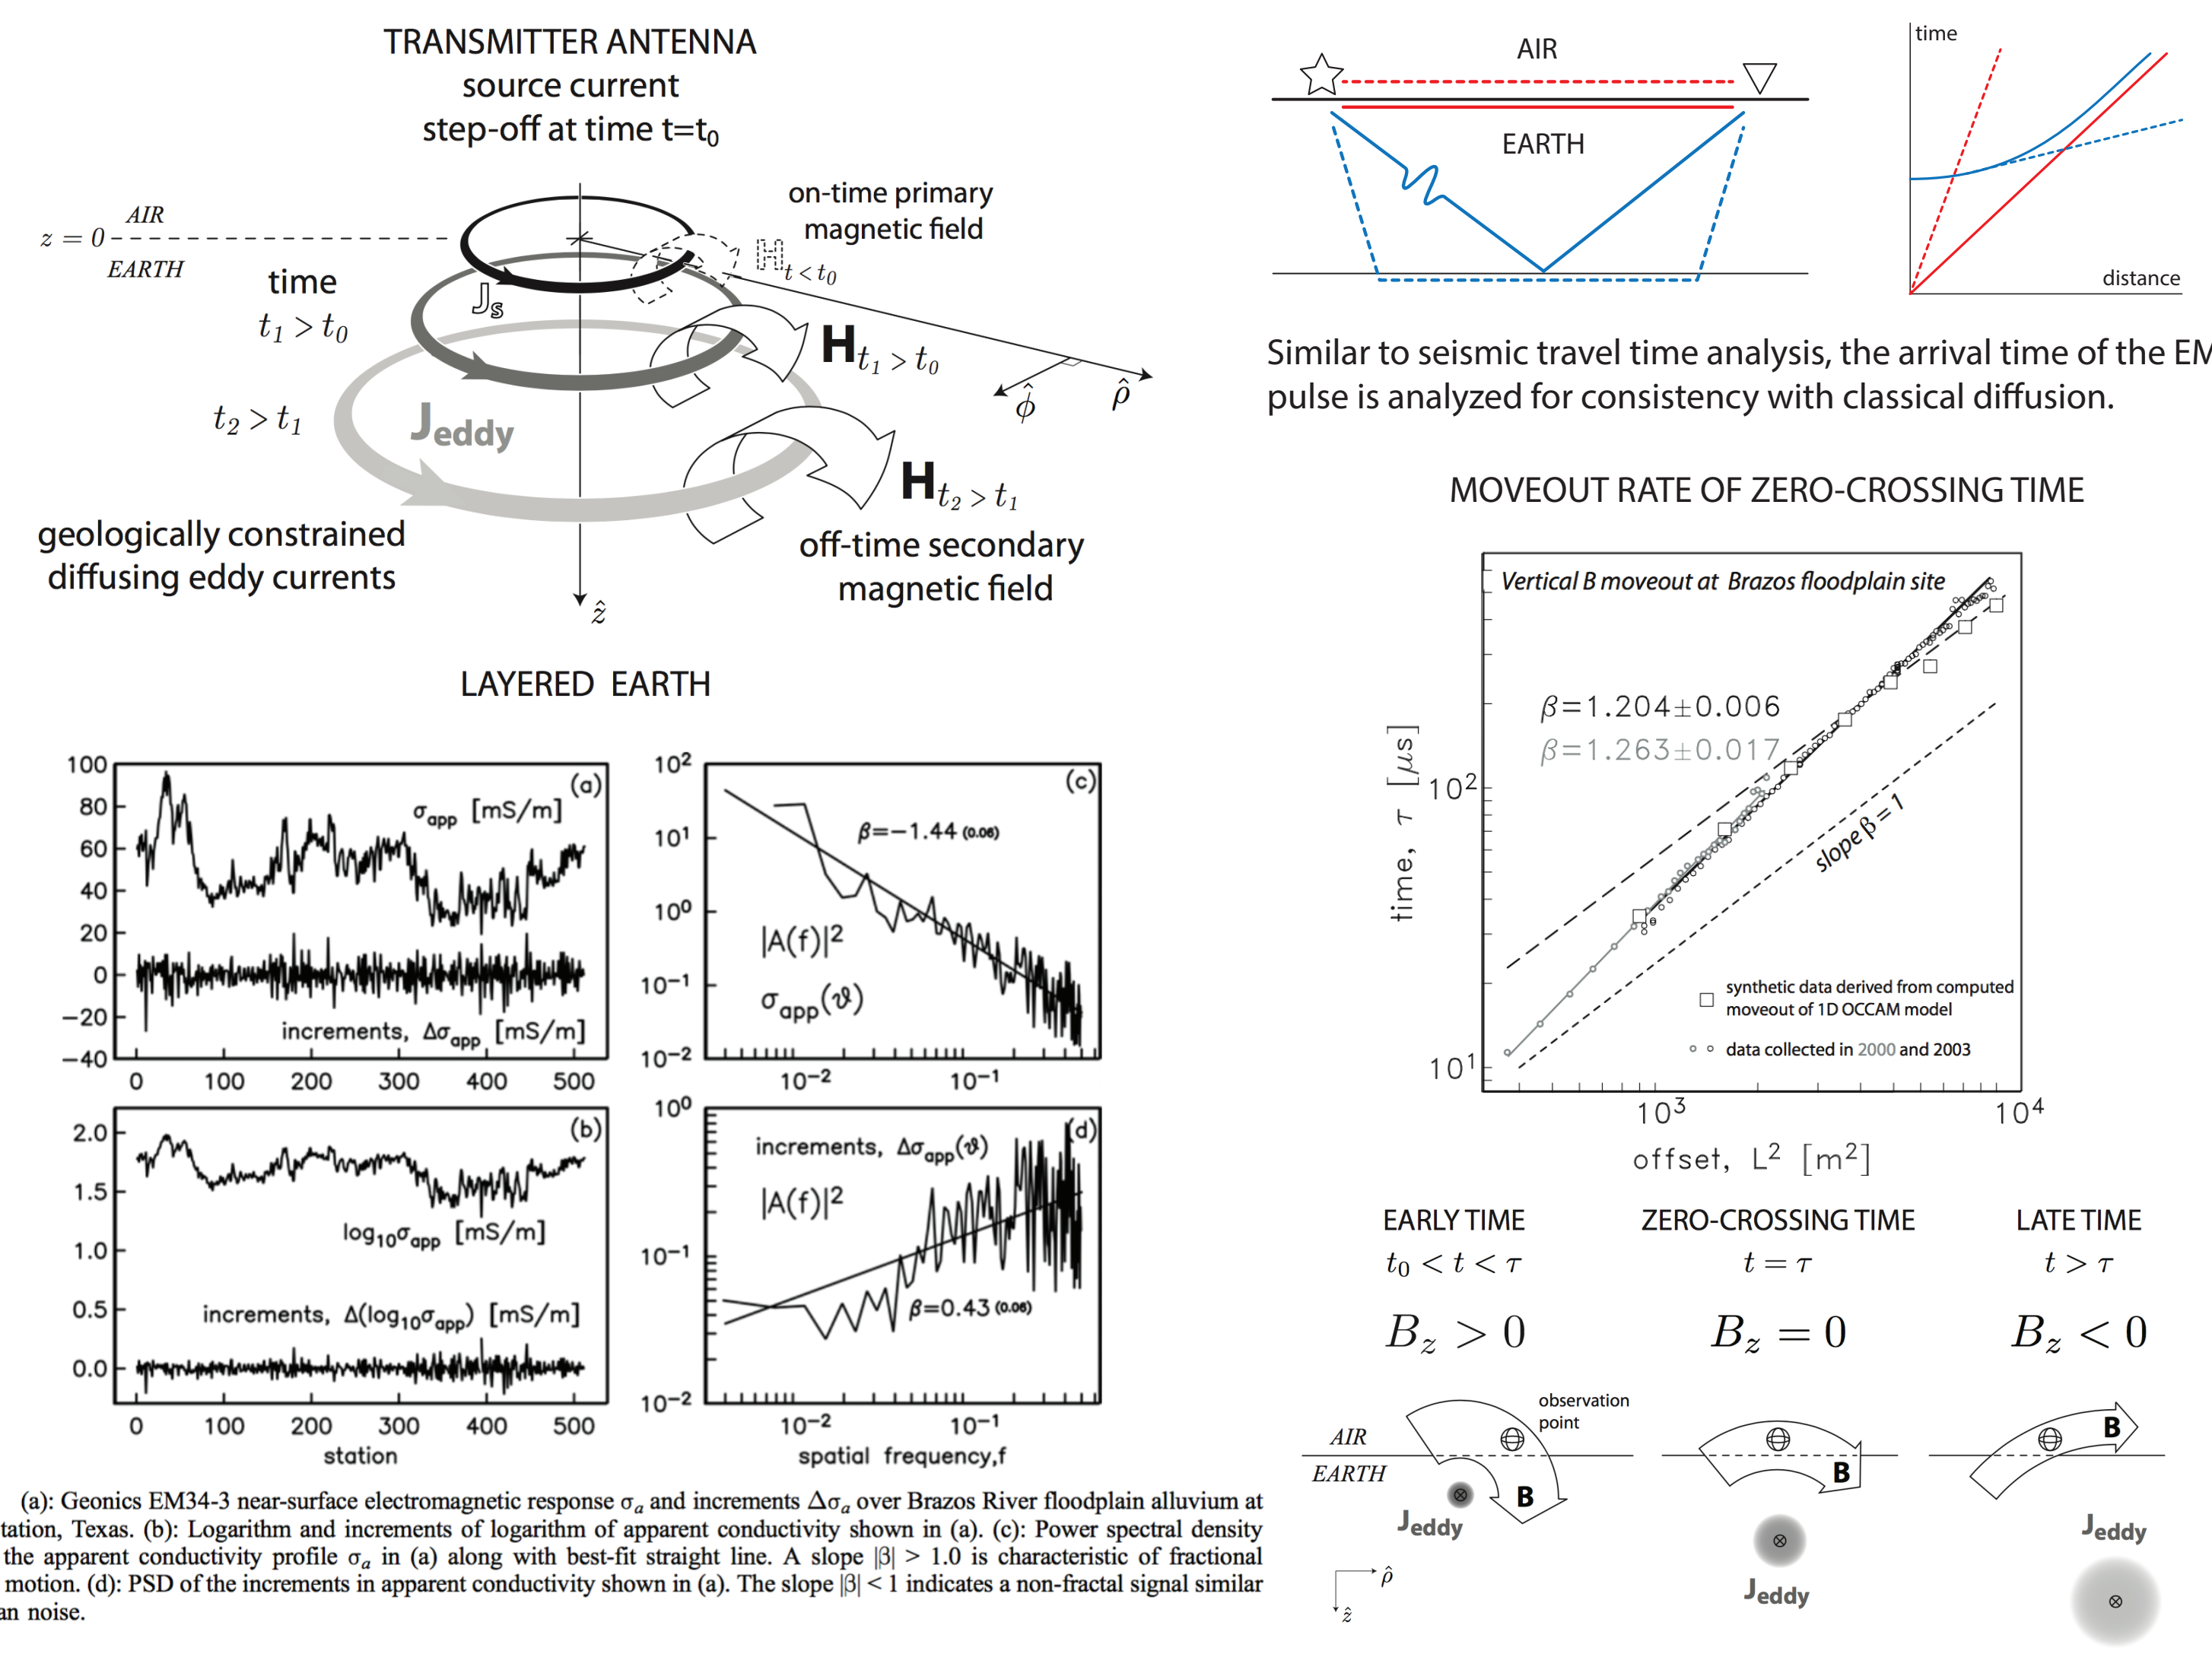 TRANSMITTER ANTENNA
source current
step-off at time t=t₀
on-time primary
magnetic field
H t < t₀
z = 0
AIR
EARTH
time
t₁ > t₀
Jₛ
H t₁ > t₀
t₂ > t₁
J eddy
ϕ̂
ρ̂
H t₂ > t₁
geologically constrained
diffusing eddy currents
off-time secondary
magnetic field
ẑ
LAYERED EARTH
100
80
60
40
20
0
−20
−40
(a)
σapp [mS/m]
increments, Δσapp [mS/m]
0 100 200 300 400 500
10²
10¹
10⁰
10⁻¹
10⁻²
(c)
β=−1.44 (0.06)
|A(f)|²
σapp(ϑ)
10⁻² 10⁻¹
2.0
1.5
1.0
0.5
0.0
(b)
log₁₀σapp [mS/m]
increments, Δ(log₁₀σapp) [mS/m]
0 100 200 300 400 500
station
10⁰
10⁻¹
10⁻²
(d)
increments, Δσapp(ϑ)
|A(f)|²
β=0.43 (0.06)
10⁻² 10⁻¹
spatial frequency,f
(a): Geonics EM34-3 near-surface electromagnetic response σₐ and increments Δσₐ over Brazos River floodplain alluvium at
tation, Texas. (b): Logarithm and increments of logarithm of apparent conductivity shown in (a). (c): Power spectral density
the apparent conductivity profile σₐ in (a) along with best-fit straight line. A slope |β| > 1.0 is characteristic of fractional
motion. (d): PSD of the increments in apparent conductivity shown in (a). The slope |β| < 1 indicates a non-fractal signal similar
an noise.
AIR
EARTH
time
distance
Similar to seismic travel time analysis, the arrival time of the EM
pulse is analyzed for consistency with classical diffusion.
MOVEOUT RATE OF ZERO-CROSSING TIME
Vertical B moveout at Brazos floodplain site
β=1.204±0.006
β=1.263±0.017
slope β = 1
synthetic data derived from computed
moveout of 1D OCCAM model
data collected in 2000 and 2003
time, τ [μs]
10²
10¹
10³ 10⁴
offset, L² [m²]
EARLY TIME
t₀ < t < τ
B_z > 0
ZERO-CROSSING TIME
t = τ
B_z = 0
LATE TIME
t > τ
B_z < 0
observation
point
AIR
EARTH
B
J eddy
ρ̂
ẑ
B
J eddy
B
J eddy